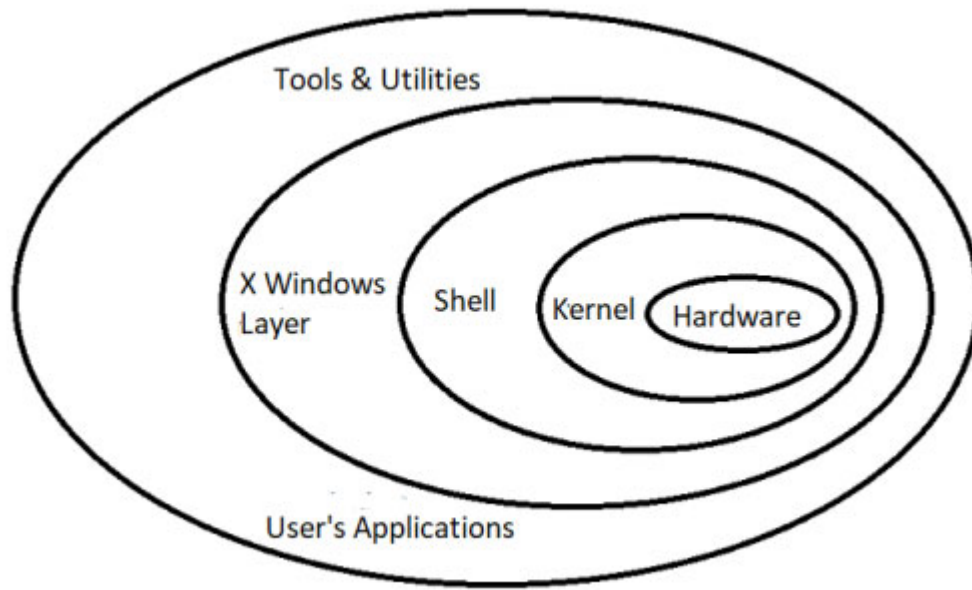 Tools & Utilities
X Windows
Layer
Shell
Kernel
Hardware
User's Applications